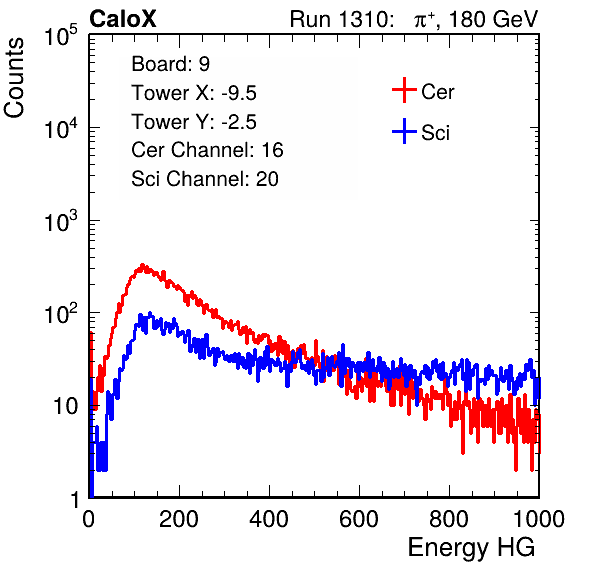 CaloX Run 1310: π⁺, 180 GeV
Counts
10⁵
10⁴
10³
10²
10
1
Board: 9
Tower X: -9.5
Tower Y: -2.5
Cer Channel: 16
Sci Channel: 20
Cer
Sci
0 200 400 600 800 1000
Energy HG